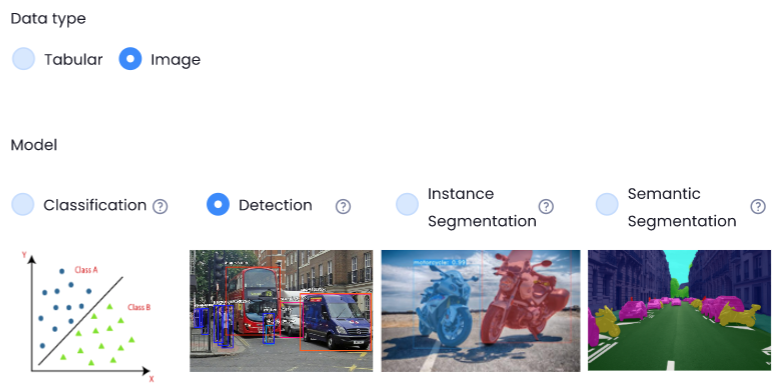 Data type
Tabular
Image
Model
Classification ?
Detection ?
Instance
Segmentation ?
Semantic
Segmentation ?
Y
Class A
Class B
X